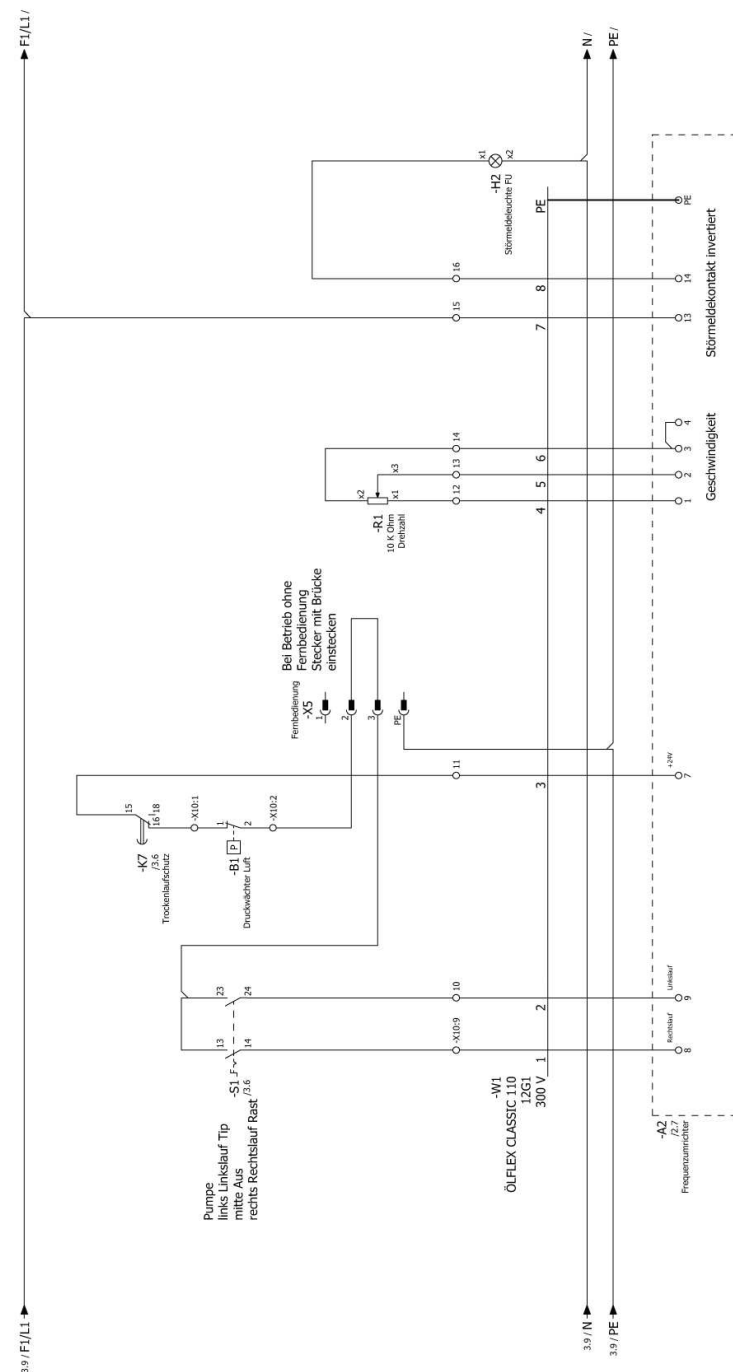 3.9 / F1/L1
F1/L1 /
Pumpe
links Linkslauf Tip
mitte Aus
rechts Rechtslauf Rast
-S1
/3.6
13
14
23
24
-K7
/3.6
Trockenlaufschutz
15
16
18
-X10:1
-B1
P
Druckwächter Luft
1
2
-X10:2
Bei Betrieb ohne
Fernbedienung
Stecker mit Brücke
einstecken
Fernbedienung
-X5
1
2
3
PE
-R1
10 K Ohm
Drehzahl
x2
x1
x3
-H2
Störmeldeleuchte FU
x1
x2
-X10:9
10
11
12
13
14
15
16
-W1
ÖLFLEX CLASSIC 110
12G1
300 V
1
2
3
4
5
6
7
8
PE
3.9 / N
N /
3.9 / PE
PE /
-A2
/2.7
Frequenzumrichter
Rechtslauf
8
Linkslauf
9
+24V
7
1
2
3
4
Geschwindigkeit
13
14
PE
Störmeldekontakt invertiert